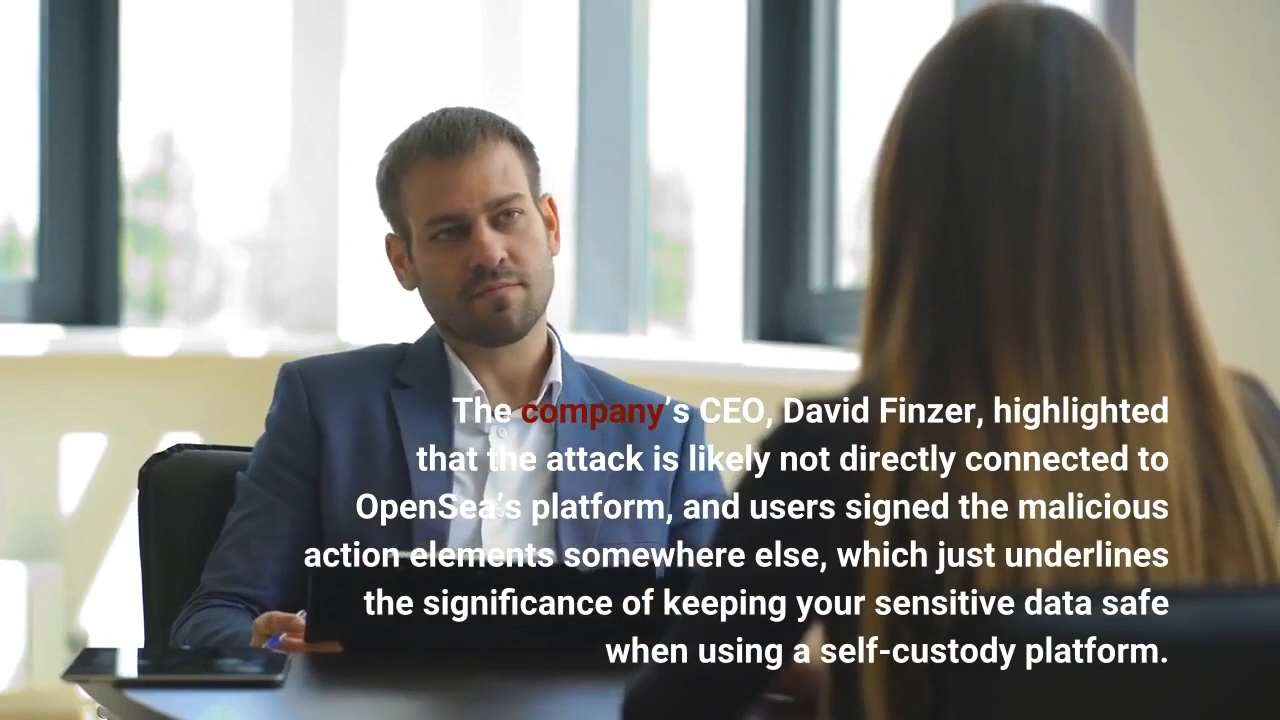 The company’s CEO, David Finzer, highlighted
that the attack is likely not directly connected to
OpenSea’s platform, and users signed the malicious
action elements somewhere else, which just underlines
the significance of keeping your sensitive data safe
when using a self-custody platform.